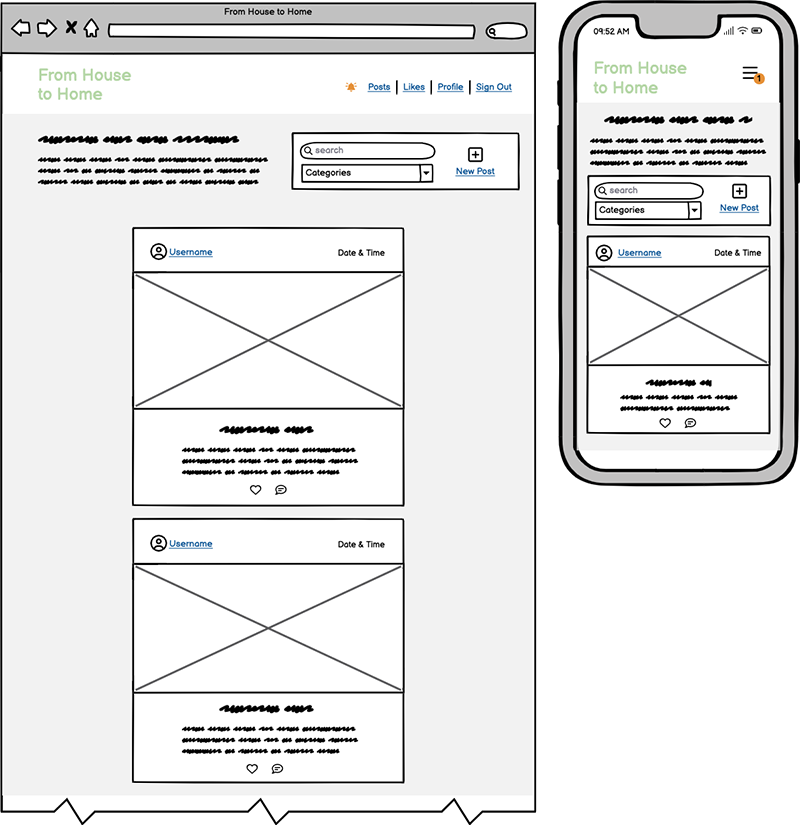 From House to Home
From House
to Home
Posts Likes Profile Sign Out
search
Categories
New Post
Username Date & Time
Username Date & Time
09:52 AM
From House
to Home
1
search
Categories
New Post
Username Date & Time